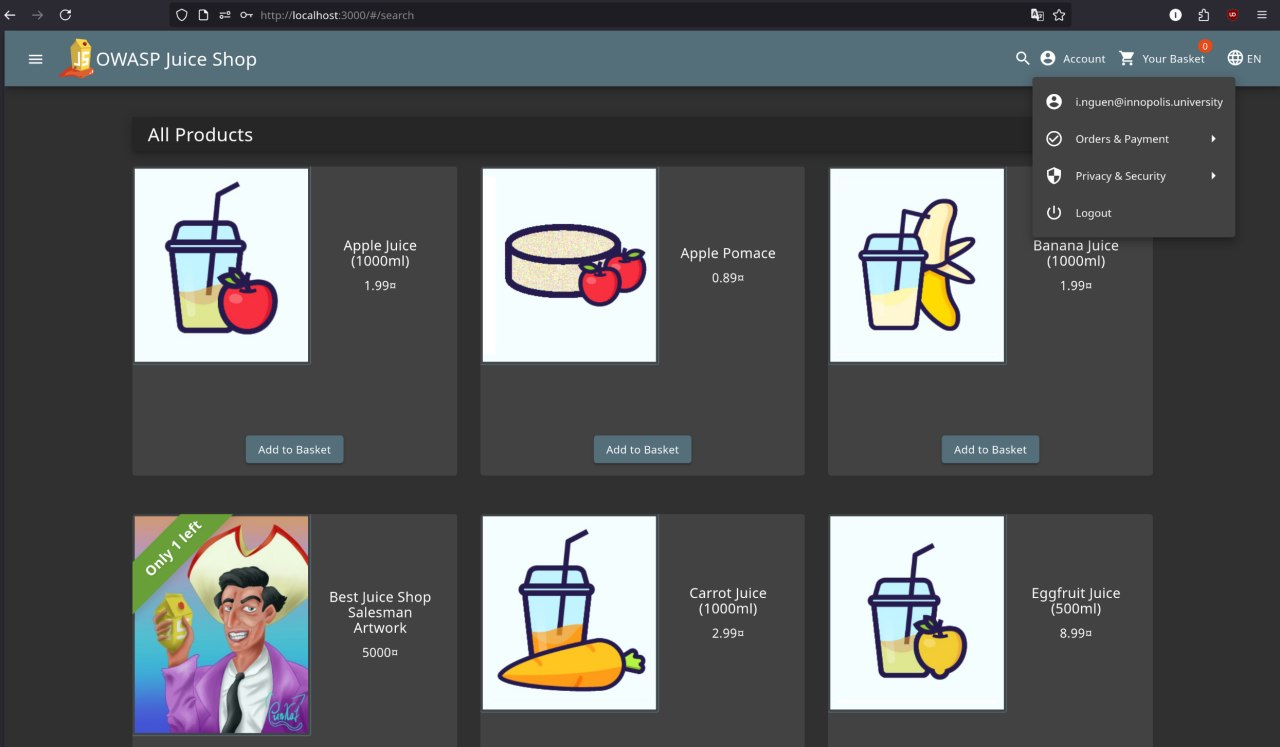 http://localhost:3000/#/search
OWASP Juice Shop
Account
Your Basket
0
EN
i.nguen@innopolis.university
Orders & Payment
Privacy & Security
Logout
All Products
Apple Juice
(1000ml)
1.99¤
Add to Basket
Apple Pomace
0.89¤
Add to Basket
Banana Juice
(1000ml)
1.99¤
Add to Basket
Only 1 left
Best Juice Shop
Salesman
Artwork
5000¤
Carrot Juice
(1000ml)
2.99¤
Eggfruit Juice
(500ml)
8.99¤